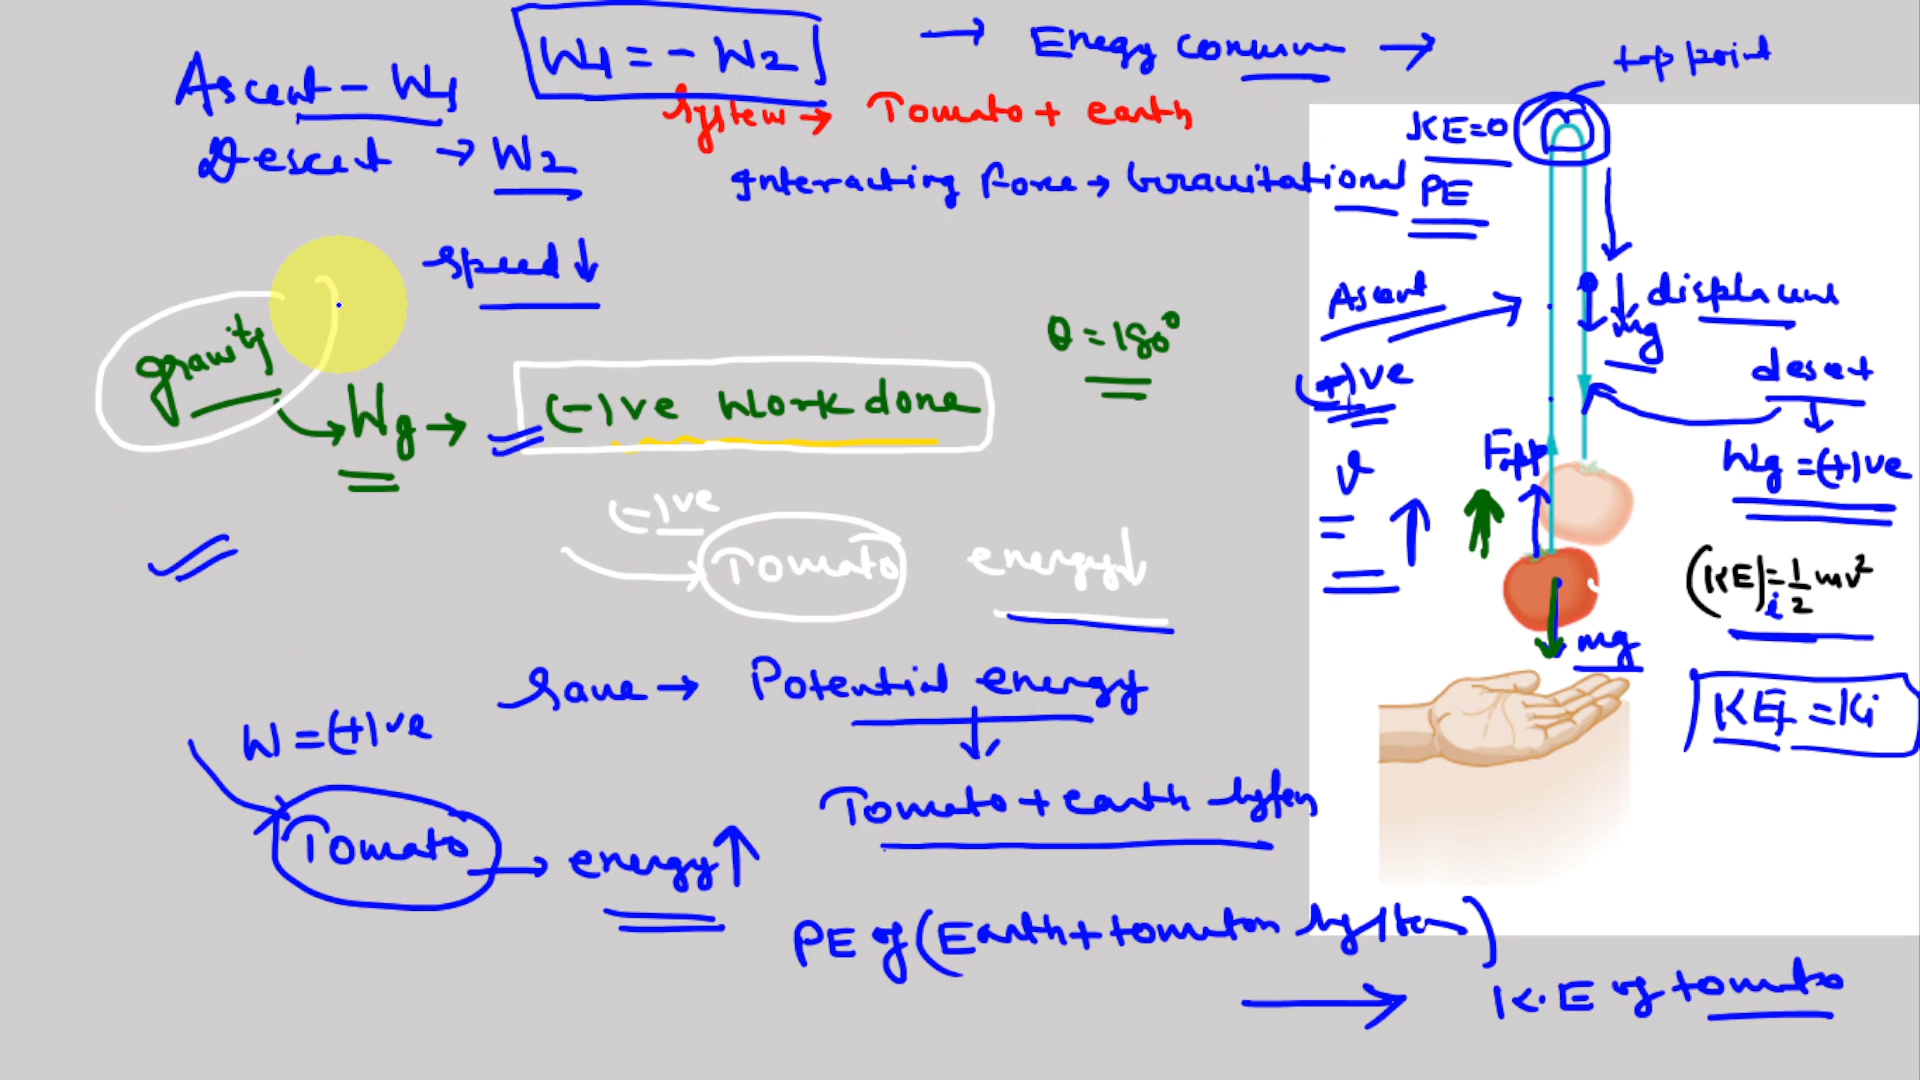 Ascent - W1
W1 = - W2
→ Energy conserve →
top point
System → Tomato + earth
KE=0
Descent → W2
Interacting force → Gravitational
PE
Speed ↓
Ascent
displacement
mg
gravity
θ = 180°
(+)ve
descent
Wg → (-)ve Work done
Fapp
v
Wg = (+)ve
(-)ve
Tomato energy↓
(KE)i = 1/2 mv²
mg
Save → Potential energy
KEf = Ki
W = (+)ve
Tomato + earth system
Tomato → energy ↑
PE of (Earth + tomato system)
→ K.E of tomato